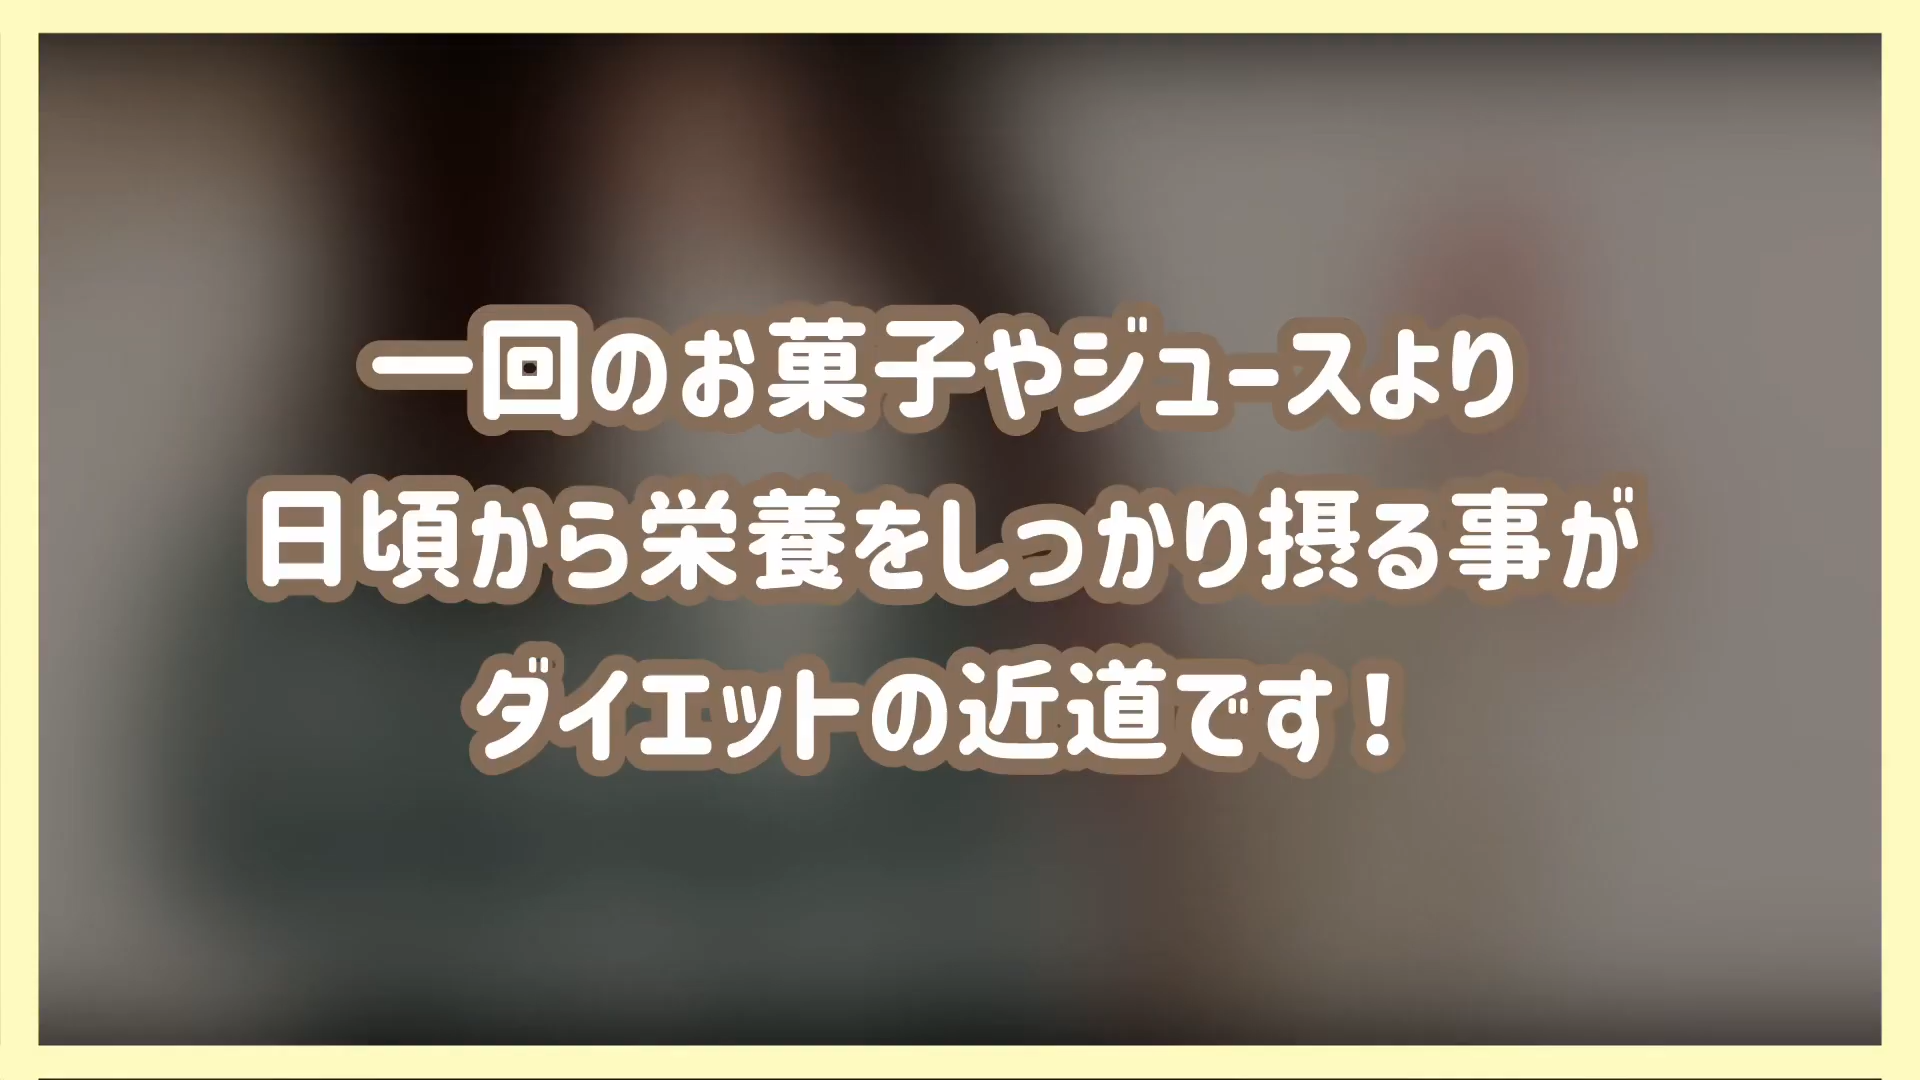 一回のお菓子やジュースより
日頃から栄養をしっかり摂る事が
ダイエットの近道です！